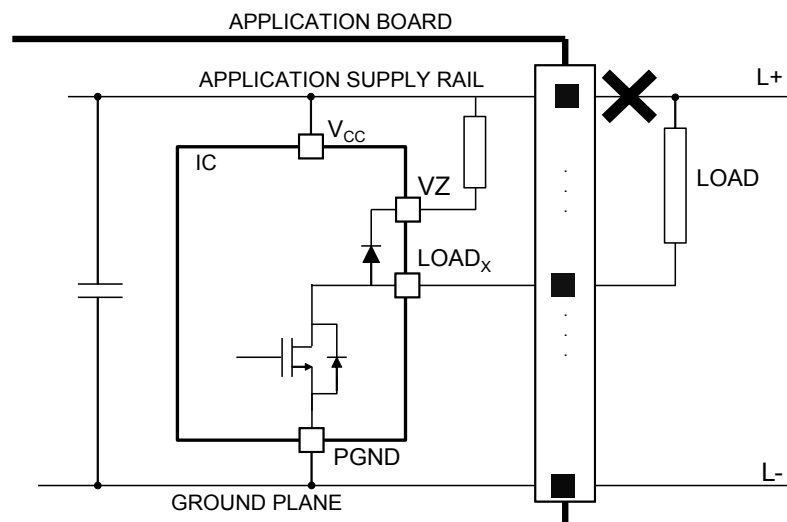 APPLICATION BOARD
APPLICATION SUPPLY RAIL
L+
VCC
IC
VZ
LOAD
LOADX
PGND
L-
GROUND PLANE